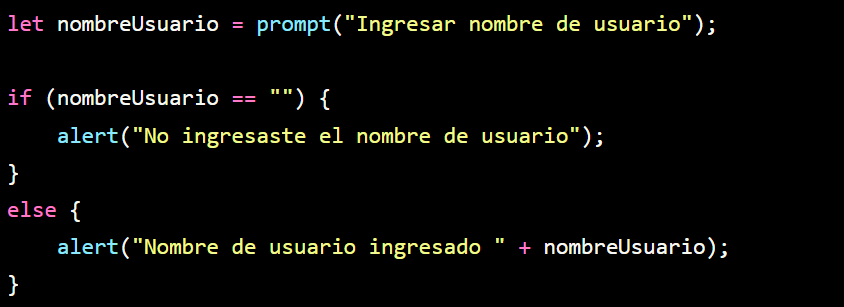 let nombreUsuario = prompt("Ingresar nombre de usuario");
if (nombreUsuario == "") {
alert("No ingresaste el nombre de usuario");
}
else {
alert("Nombre de usuario ingresado " + nombreUsuario);
}